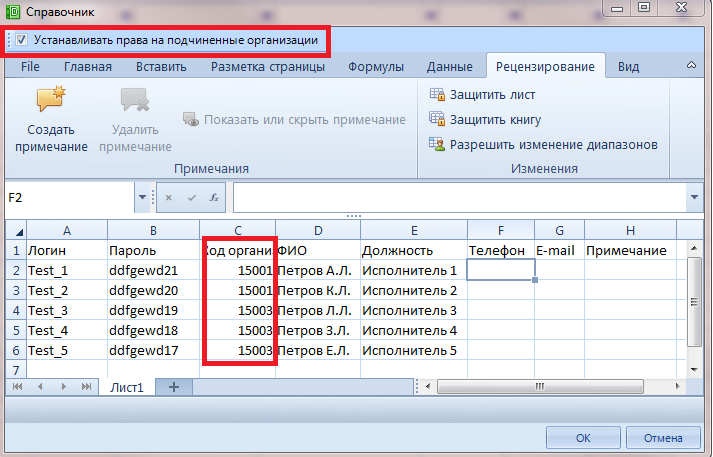 Справочник
Устанавливать права на подчиненные организации
File Главная Вставить Разметка страницы Формулы Данные Рецензирование Вид
Создать примечание
Удалить примечание
Показать или скрыть примечание
Примечания
Защитить лист
Защитить книгу
Разрешить изменение диапазонов
Изменения
F2 fx
A B C D E F G H
1 Логин Пароль Код органи ФИО Должность Телефон E-mail Примечание
2 Test_1 ddfgewd21 15001 Петров А.Л. Исполнитель 1
3 Test_2 ddfgewd20 15001 Петров К.Л. Исполнитель 2
4 Test_3 ddfgewd19 15003 Петров Л.Л. Исполнитель 3
5 Test_4 ddfgewd18 15003 Петров З.Л. Исполнитель 4
6 Test_5 ddfgewd17 15003 Петров Е.Л. Исполнитель 5
7
Лист1
OK Отмена